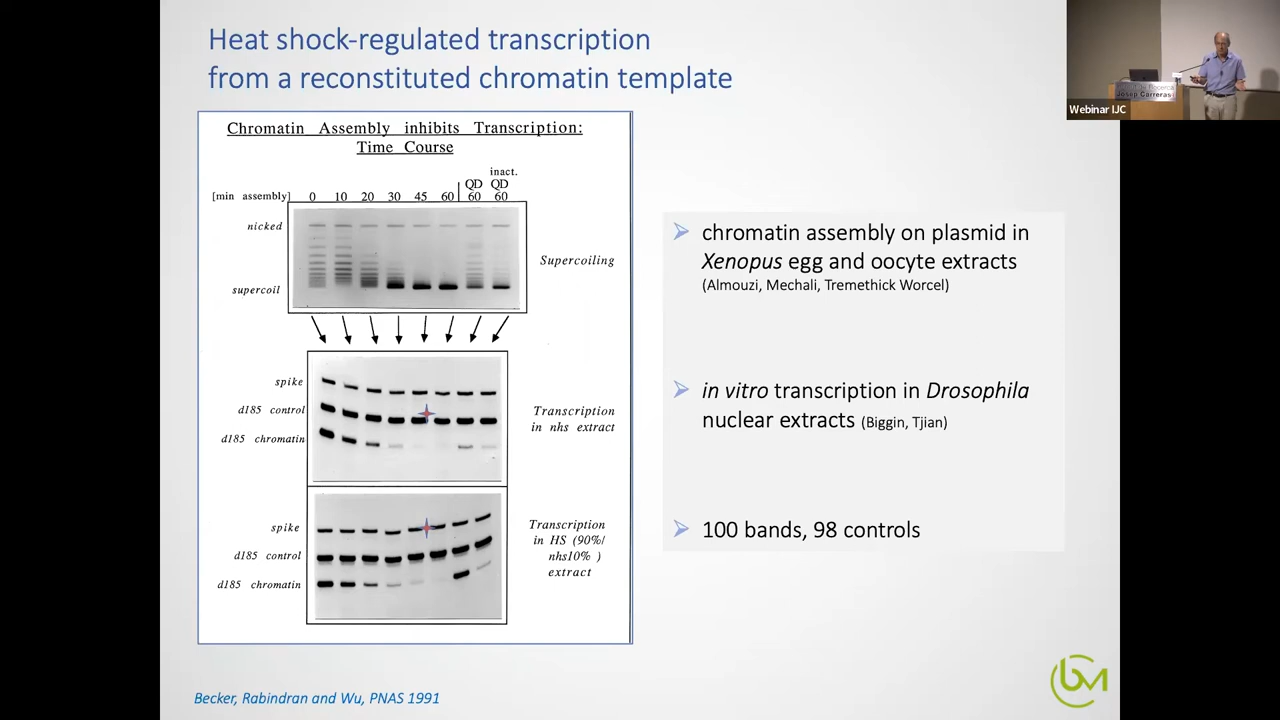 Heat shock-regulated transcription
from a reconstituted chromatin template
Chromatin Assembly inhibits Transcription:
Time Course
inact.
QD QD
[min assembly] 0 10 20 30 45 60 60 60
nicked
Supercoiling
supercoil
spike
d185 control
Transcription
in nhs extract
d185 chromatin
spike
Transcription
in HS (90%/
nhs10% )
extract
d185 control
d185 chromatin
chromatin assembly on plasmid in
Xenopus egg and oocyte extracts
(Almouzi, Mechali, Tremethick Worcel)
in vitro transcription in Drosophila
nuclear extracts (Biggin, Tjian)
100 bands, 98 controls
Becker, Rabindran and Wu, PNAS 1991
bm
Josep Carreras
Webinar IJC